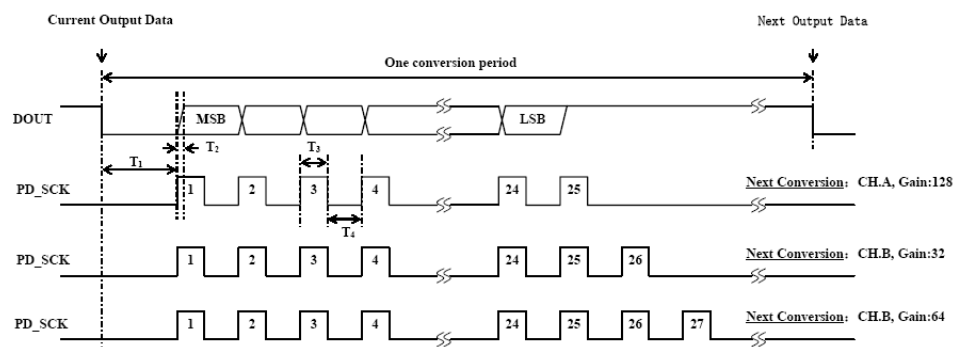 Current Output Data
Next Output Data
One conversion period
DOUT MSB LSB
T1 T2 T3
PD_SCK 1 2 3 4 24 25 Next Conversion： CH.A, Gain:128
T4
PD_SCK 1 2 3 4 24 25 26 Next Conversion： CH.B, Gain:32
PD_SCK 1 2 3 4 24 25 26 27 Next Conversion： CH.B, Gain:64